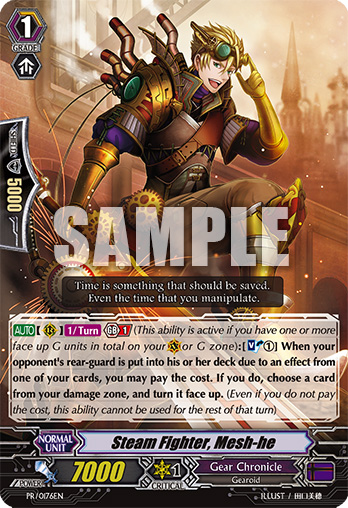 1
GRADE
SHIELD
5000
SAMPLE
Time is something that should be saved.
Even the time that you manipulate.
AUTO【 】1/Turn GB 1 (This ability is active if you have one or more
face up G units in total on your or G zone):[ (1)] When your
opponent's rear-guard is put into his or her deck due to an effect from
one of your cards, you may pay the cost. If you do, choose a card
from your damage zone, and turn it face up. (Even if you do not pay
the cost, this ability cannot be used for the rest of that turn)
NORMAL
UNIT
Steam Fighter, Mesh-he
POWER
7000
1
CRITICAL
Gear Chronicle
Gearoid
PR/0176EN
ILLUST / 田口美穂